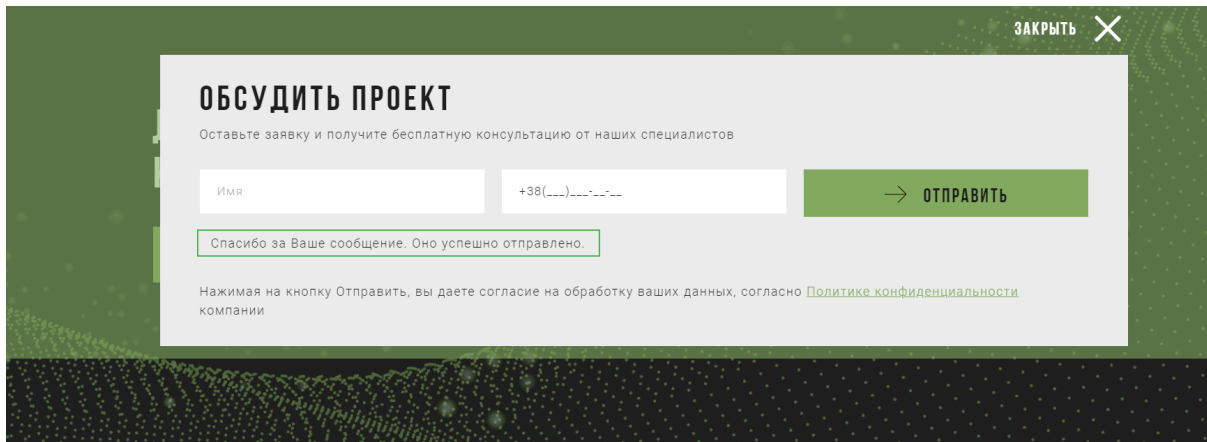 ЗАКРЫТЬ
ОБСУДИТЬ ПРОЕКТ
Оставьте заявку и получите бесплатную консультацию от наших специалистов
Имя
+38(___)___-__-__
ОТПРАВИТЬ
Спасибо за Ваше сообщение. Оно успешно отправлено.
Нажимая на кнопку Отправить, вы даете согласие на обработку ваших данных, согласно Политике конфиденциальности
компании